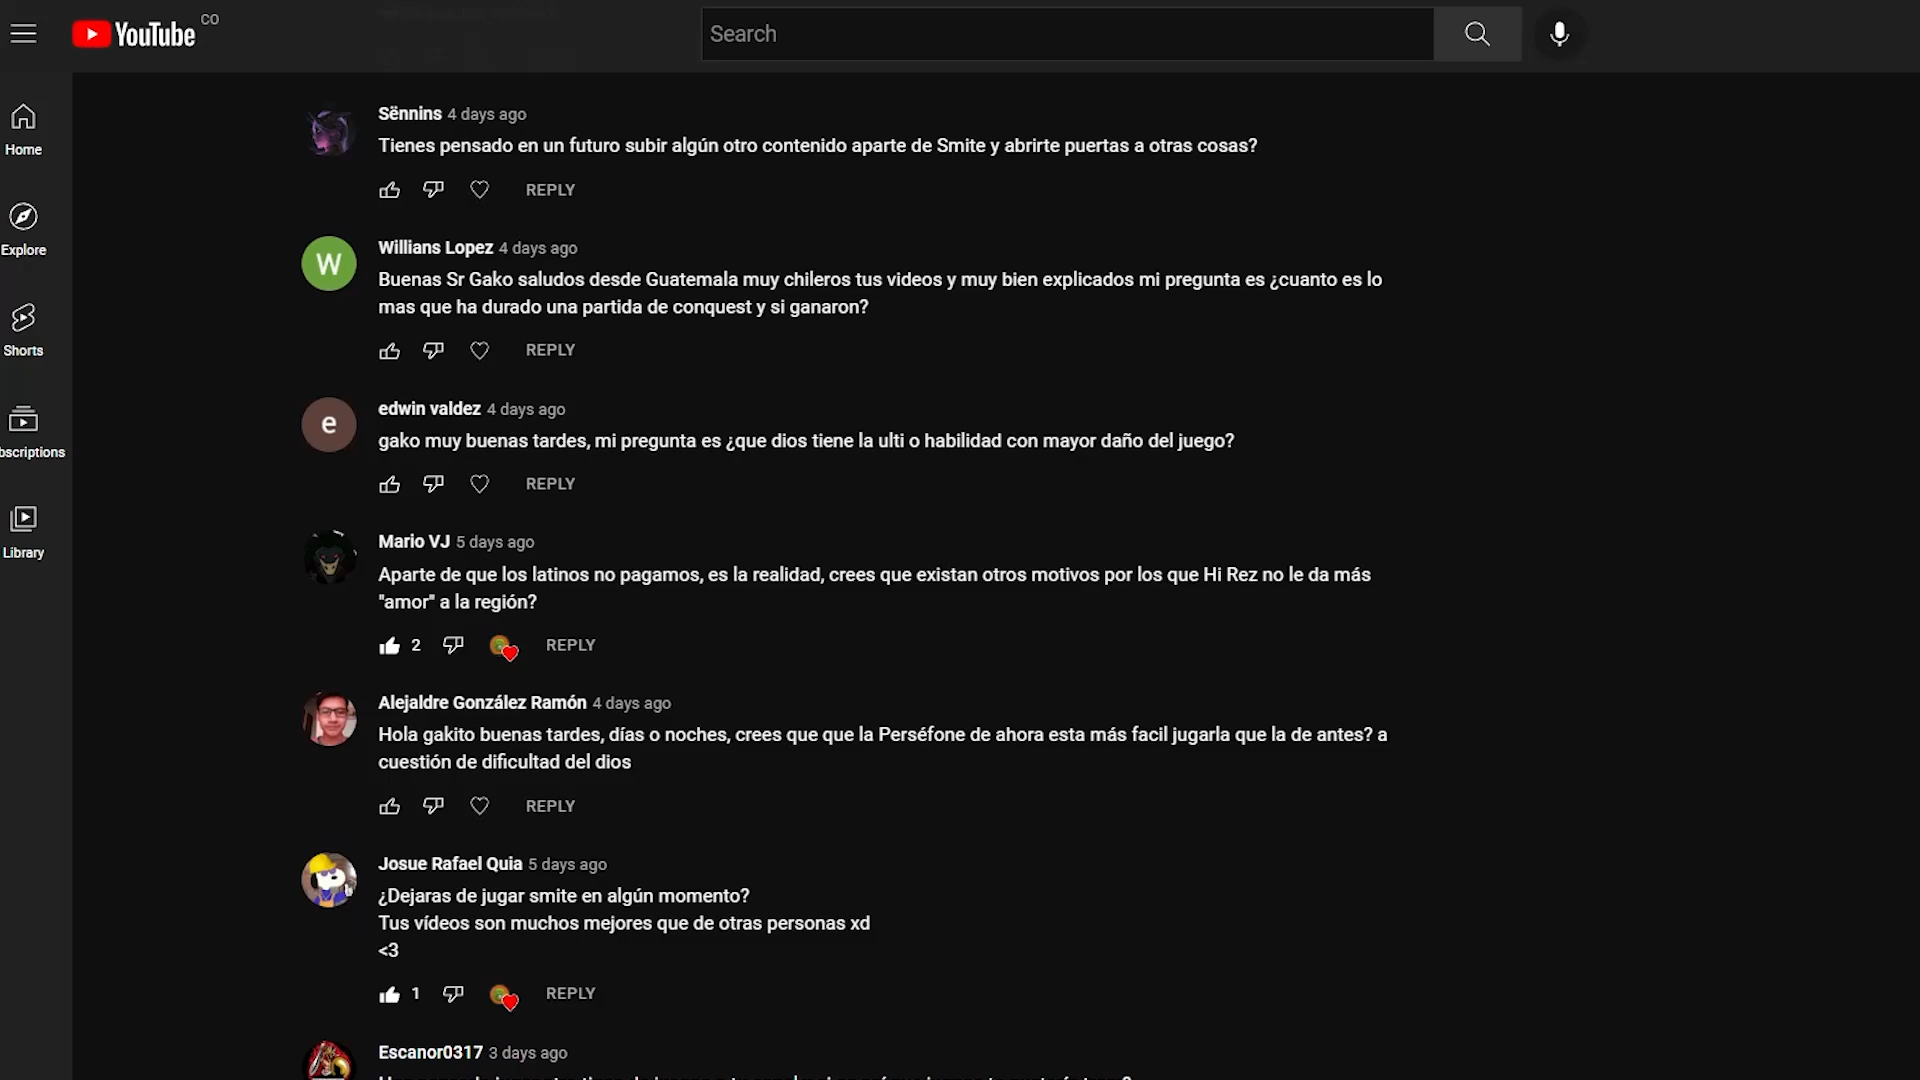 YouTube CO
Search
Home
Explore
Shorts
bscriptions
Library
Sënnins 4 days ago
Tienes pensado en un futuro subir algún otro contenido aparte de Smite y abrirte puertas a otras cosas?
REPLY
W
Willians Lopez 4 days ago
Buenas Sr Gako saludos desde Guatemala muy chileros tus videos y muy bien explicados mi pregunta es ¿cuanto es lo
mas que ha durado una partida de conquest y si ganaron?
REPLY
e
edwin valdez 4 days ago
gako muy buenas tardes, mi pregunta es ¿que dios tiene la ulti o habilidad con mayor daño del juego?
REPLY
Mario VJ 5 days ago
Aparte de que los latinos no pagamos, es la realidad, crees que existan otros motivos por los que Hi Rez no le da más
"amor" a la región?
2 REPLY
Alejaldre González Ramón 4 days ago
Hola gakito buenas tardes, días o noches, crees que que la Perséfone de ahora esta más facil jugarla que la de antes? a
cuestión de dificultad del dios
REPLY
Josue Rafael Quia 5 days ago
¿Dejaras de jugar smite en algún momento?
Tus vídeos son muchos mejores que de otras personas xd
<3
1 REPLY
Escanor0317 3 days ago